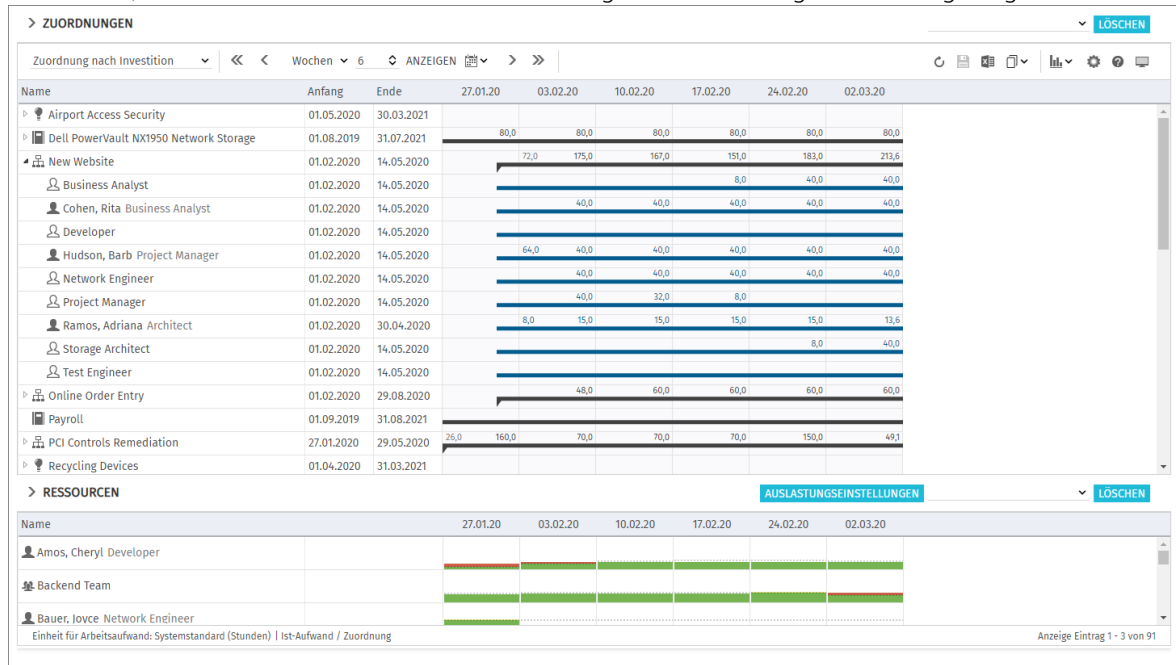 ZUORDNUNGEN
LÖSCHEN
Zuordnung nach Investition Wochen 6 ANZEIGEN
Name Anfang Ende 27.01.20 03.02.20 10.02.20 17.02.20 24.02.20 02.03.20
Airport Access Security 01.05.2020 30.03.2021
Dell PowerVault NX1950 Network Storage 01.08.2019 31.07.2021 80,0 80,0 80,0 80,0 80,0 80,0
New Website 01.02.2020 14.05.2020 72,0 175,0 167,0 151,0 183,0 213,6
Business Analyst 01.02.2020 14.05.2020 8,0 40,0 40,0
Cohen, Rita Business Analyst 01.02.2020 14.05.2020 40,0 40,0 40,0 40,0 40,0
Developer 01.02.2020 14.05.2020
Hudson, Barb Project Manager 01.02.2020 14.05.2020 64,0 40,0 40,0 40,0 40,0 40,0
Network Engineer 01.02.2020 14.05.2020 40,0 40,0 40,0 40,0 40,0
Project Manager 01.02.2020 14.05.2020 40,0 32,0 8,0
Ramos, Adriana Architect 01.02.2020 30.04.2020 8,0 15,0 15,0 15,0 15,0 13,6
Storage Architect 01.02.2020 14.05.2020 8,0 40,0
Test Engineer 01.02.2020 14.05.2020
Online Order Entry 01.02.2020 29.08.2020 48,0 60,0 60,0 60,0 60,0
Payroll 01.09.2019 31.08.2021
PCI Controls Remediation 27.01.2020 29.05.2020 26,0 160,0 70,0 70,0 70,0 150,0 49,1
Recycling Devices 01.04.2020 31.03.2021
RESSOURCEN AUSLASTUNGSEINSTELLUNGEN LÖSCHEN
Name 27.01.20 03.02.20 10.02.20 17.02.20 24.02.20 02.03.20
Amos, Cheryl Developer
Backend Team
Bauer, Joyce Network Engineer
Einheit für Arbeitsaufwand: Systemstandard (Stunden) | Ist-Aufwand / Zuordnung Anzeige Eintrag 1 - 3 von 91